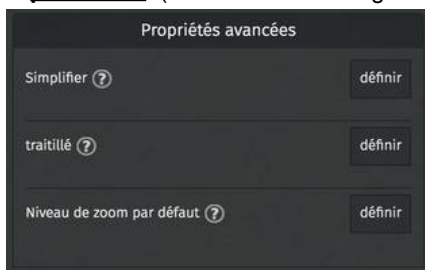 Propriétés avancées
Simplifier ? définir
traitillé ? définir
Niveau de zoom par défaut ? définir